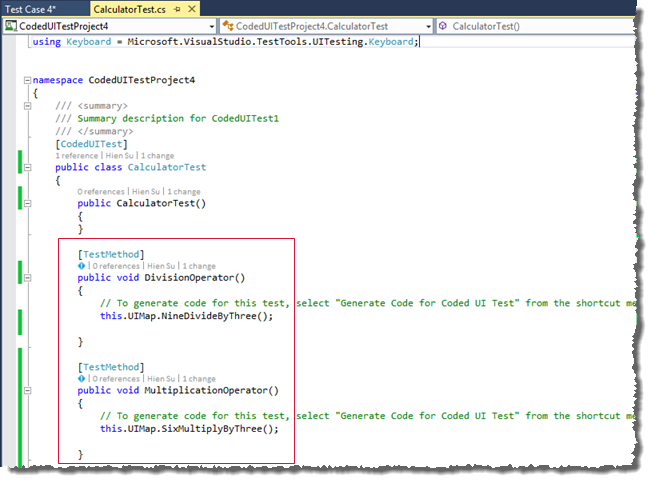 Test Case 4*
CalculatorTest.cs
CodedUITestProject4
CodedUITestProject4.CalculatorTest
CalculatorTest()
using Keyboard = Microsoft.VisualStudio.TestTools.UITesting.Keyboard;
namespace CodedUITestProject4
{
/// <summary>
/// Summary description for CodedUITest1
/// </summary>
[CodedUITest]
1 reference | Hien Su | 1 change
public class CalculatorTest
{
0 references | Hien Su | 1 change
public CalculatorTest()
{
}
[TestMethod]
| 0 references | Hien Su | 1 change
public void DivisionOperator()
{
// To generate code for this test, select "Generate Code for Coded UI Test" from the shortcut me
this.UIMap.NineDivideByThree();
}
[TestMethod]
| 0 references | Hien Su | 1 change
public void MultiplicationOperator()
{
// To generate code for this test, select "Generate Code for Coded UI Test" from the shortcut me
this.UIMap.SixMultiplyByThree();
}